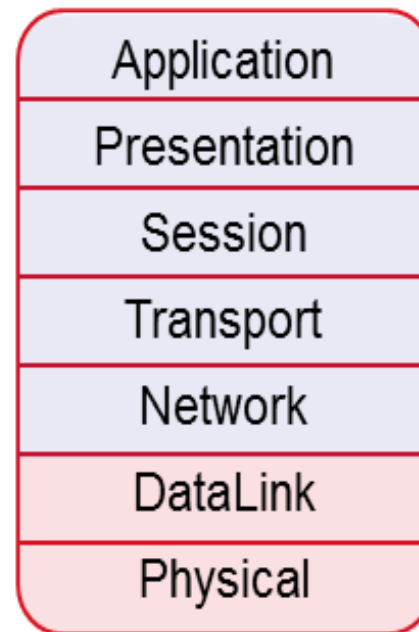 Application
Presentation
Session
Transport
Network
DataLink
Physical